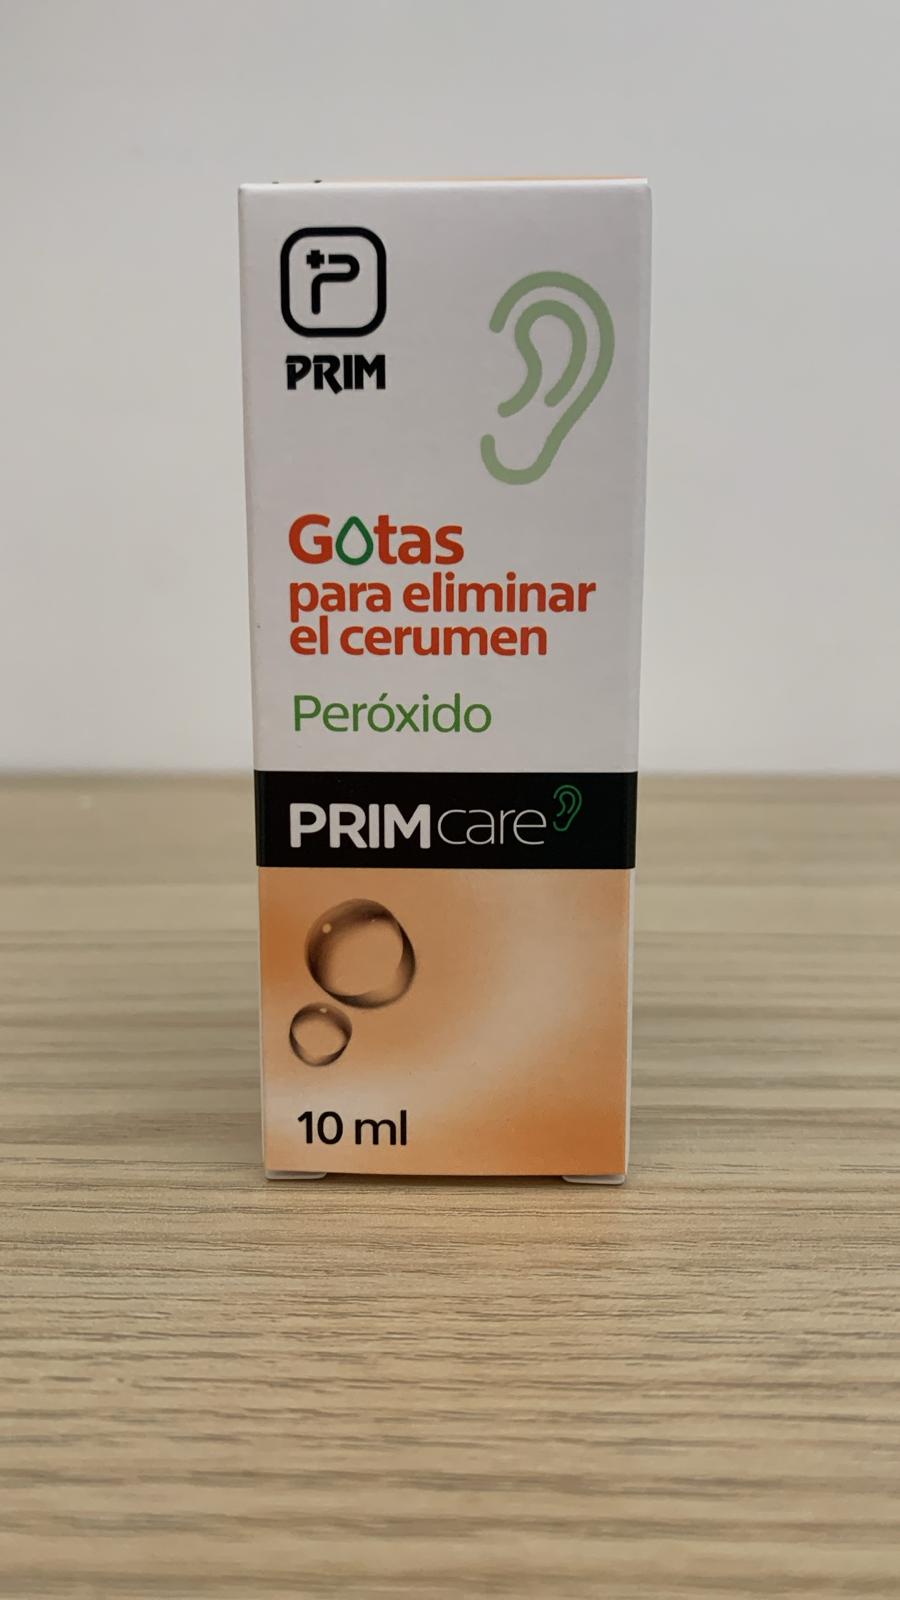 PRIM
Gotas
para eliminar
el cerumen
Peróxido
PRIMcare
10 ml